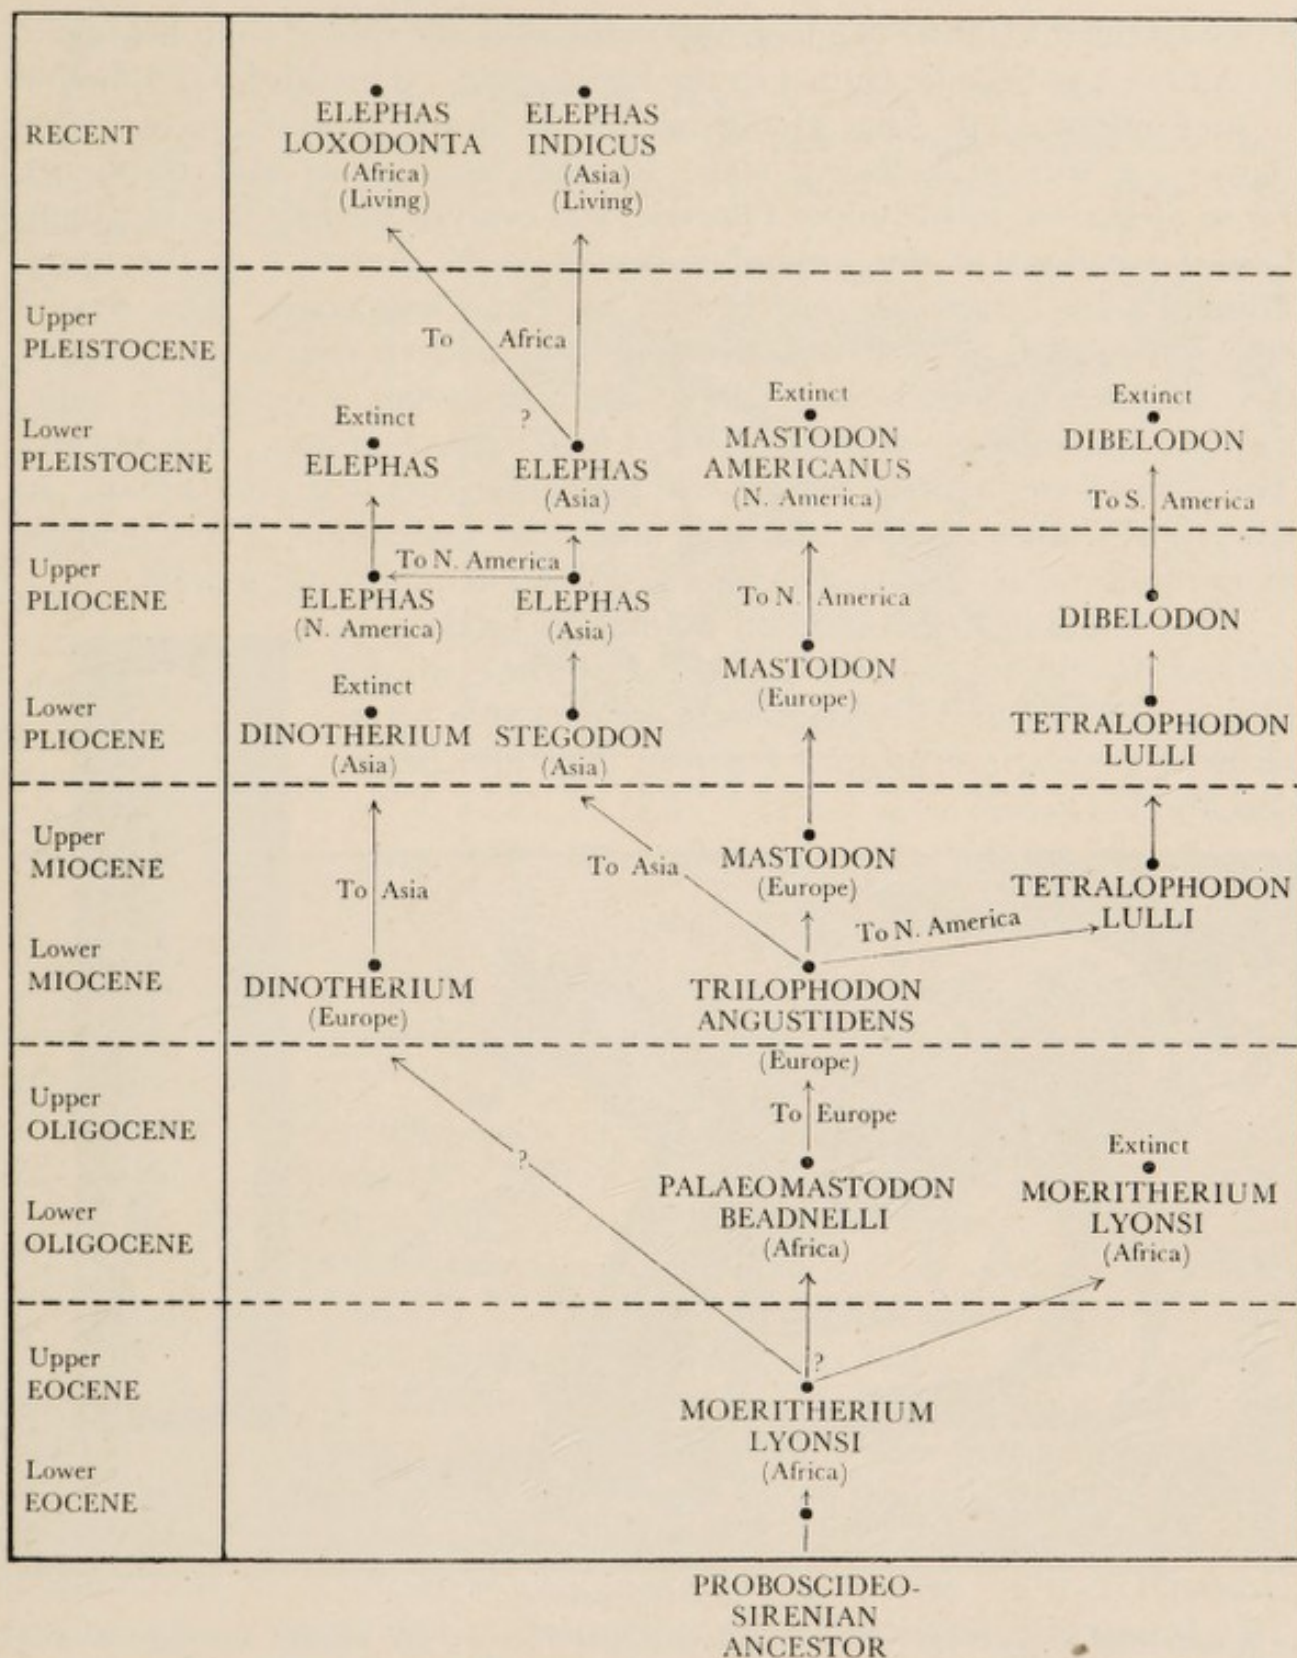 RECENT
ELEPHAS
LOXODONTA
(Africa)
(Living)
ELEPHAS
INDICUS
(Asia)
(Living)
Upper
PLEISTOCENE
To Africa
Lower
PLEISTOCENE
Extinct
ELEPHAS
?
ELEPHAS
(Asia)
Extinct
MASTODON
AMERICANUS
(N. America)
Extinct
DIBELODON
To S. America
Upper
PLIOCENE
To N. America
ELEPHAS
(N. America)
ELEPHAS
(Asia)
To N. America
MASTODON
(Europe)
DIBELODON
Lower
PLIOCENE
Extinct
DINOTHERIUM
(Asia)
STEGODON
(Asia)
TETRALOPHODON
LULLI
Upper
MIOCENE
To Asia
To Asia
MASTODON
(Europe)
TETRALOPHODON
LULLI
To N. America
Lower
MIOCENE
DINOTHERIUM
(Europe)
TRILOPHODON
ANGUSTIDENS
(Europe)
Upper
OLIGOCENE
To Europe
?
Lower
OLIGOCENE
PALAEOMASTODON
BEADNELLI
(Africa)
Extinct
MOERITHERIUM
LYONSI
(Africa)
Upper
EOCENE
?
MOERITHERIUM
LYONSI
(Africa)
Lower
EOCENE
PROBOSCIDEO-
SIRENIAN
ANCESTOR